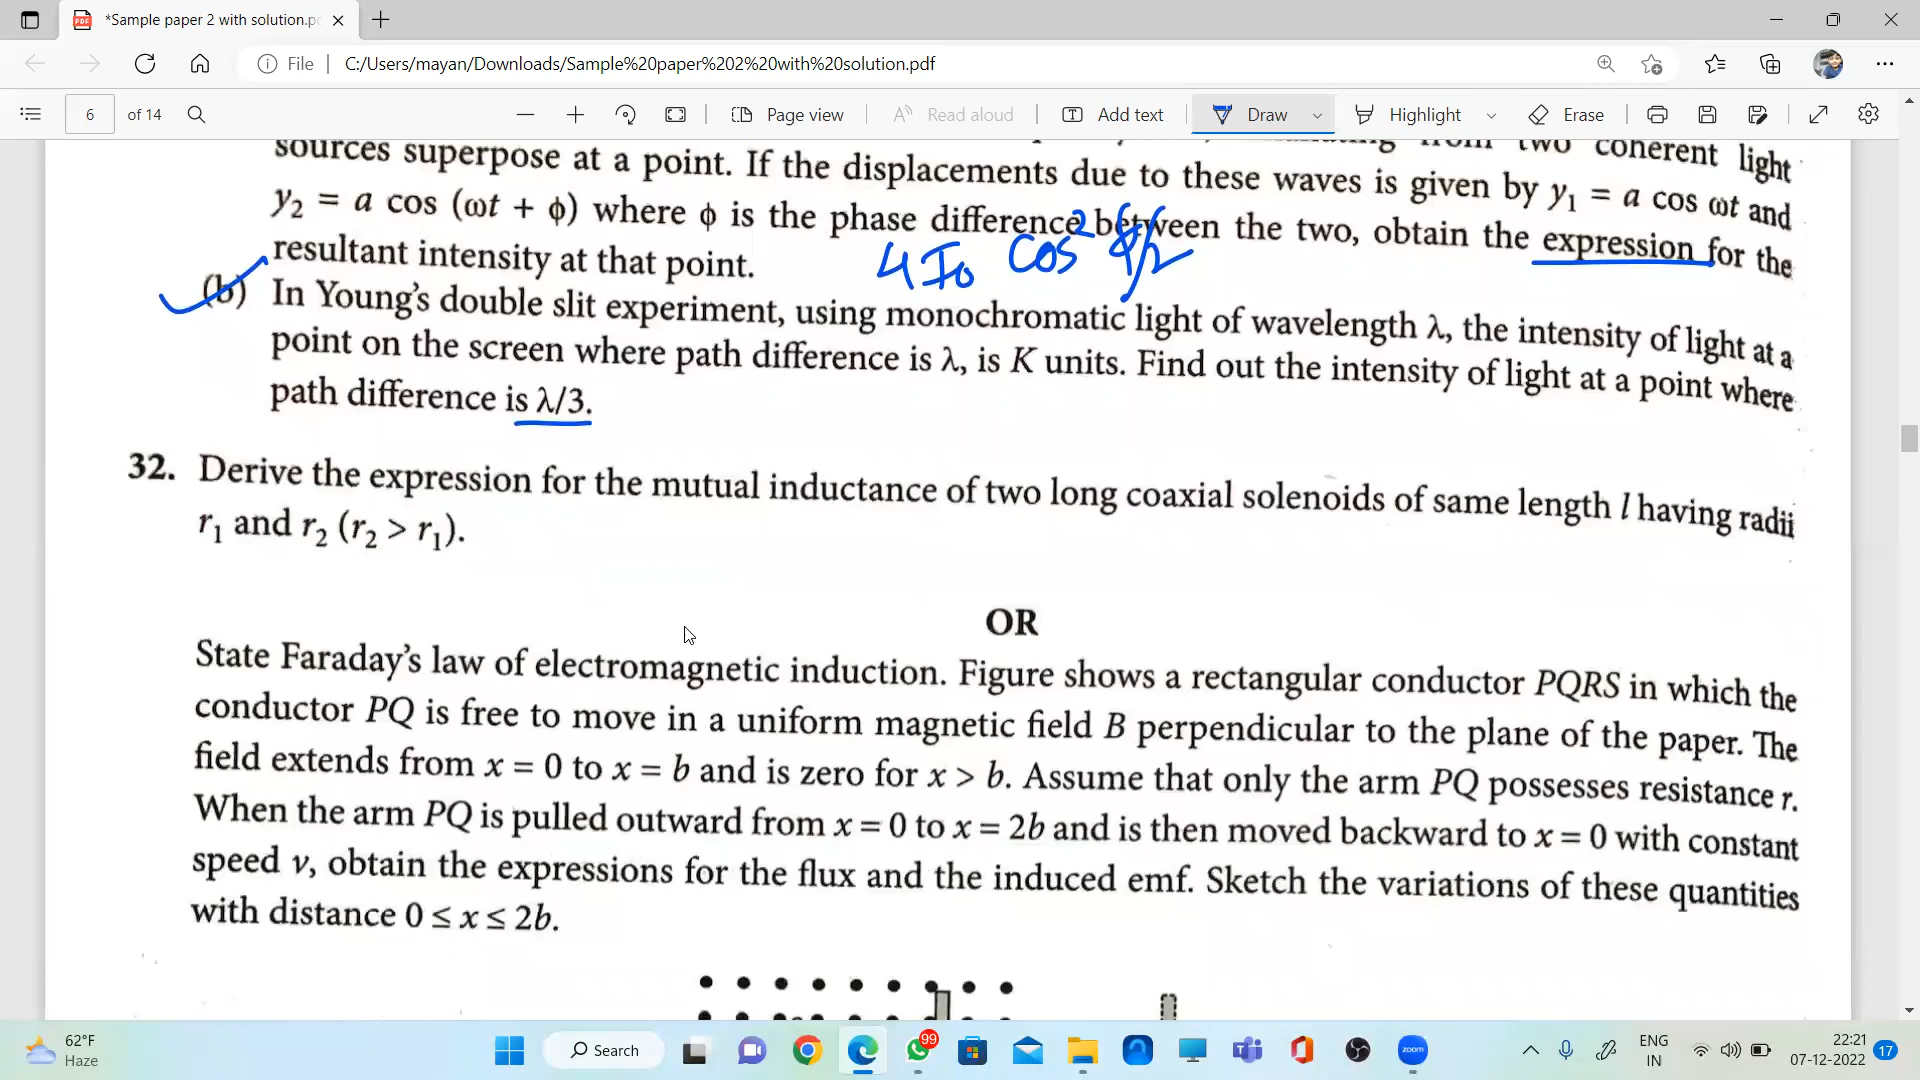 *Sample paper 2 with solution.p
File C:/Users/mayan/Downloads/Sample%20paper%202%20with%20solution.pdf
6 of 14 Page view Read aloud Add text Draw Highlight Erase
from two coherent light
sources superpose at a point. If the displacements due to these waves is given by y₁ = a cos ωt and
y₂ = a cos (ωt + ϕ) where ϕ is the phase difference between the two, obtain the expression for the
resultant intensity at that point.
4 I₀ cos² ϕ/2
(b) In Young's double slit experiment, using monochromatic light of wavelength λ, the intensity of light at a
point on the screen where path difference is λ, is K units. Find out the intensity of light at a point where
path difference is λ/3.
32. Derive the expression for the mutual inductance of two long coaxial solenoids of same length l having radii
r₁ and r₂ (r₂ > r₁).
OR
State Faraday's law of electromagnetic induction. Figure shows a rectangular conductor PQRS in which the
conductor PQ is free to move in a uniform magnetic field B perpendicular to the plane of the paper. The
field extends from x = 0 to x = b and is zero for x > b. Assume that only the arm PQ possesses resistance r.
When the arm PQ is pulled outward from x = 0 to x = 2b and is then moved backward to x = 0 with constant
speed v, obtain the expressions for the flux and the induced emf. Sketch the variations of these quantities
with distance 0 ≤ x ≤ 2b.
62°F
Haze
Search
99
zoom
ENG
IN
22:21
07-12-2022
17